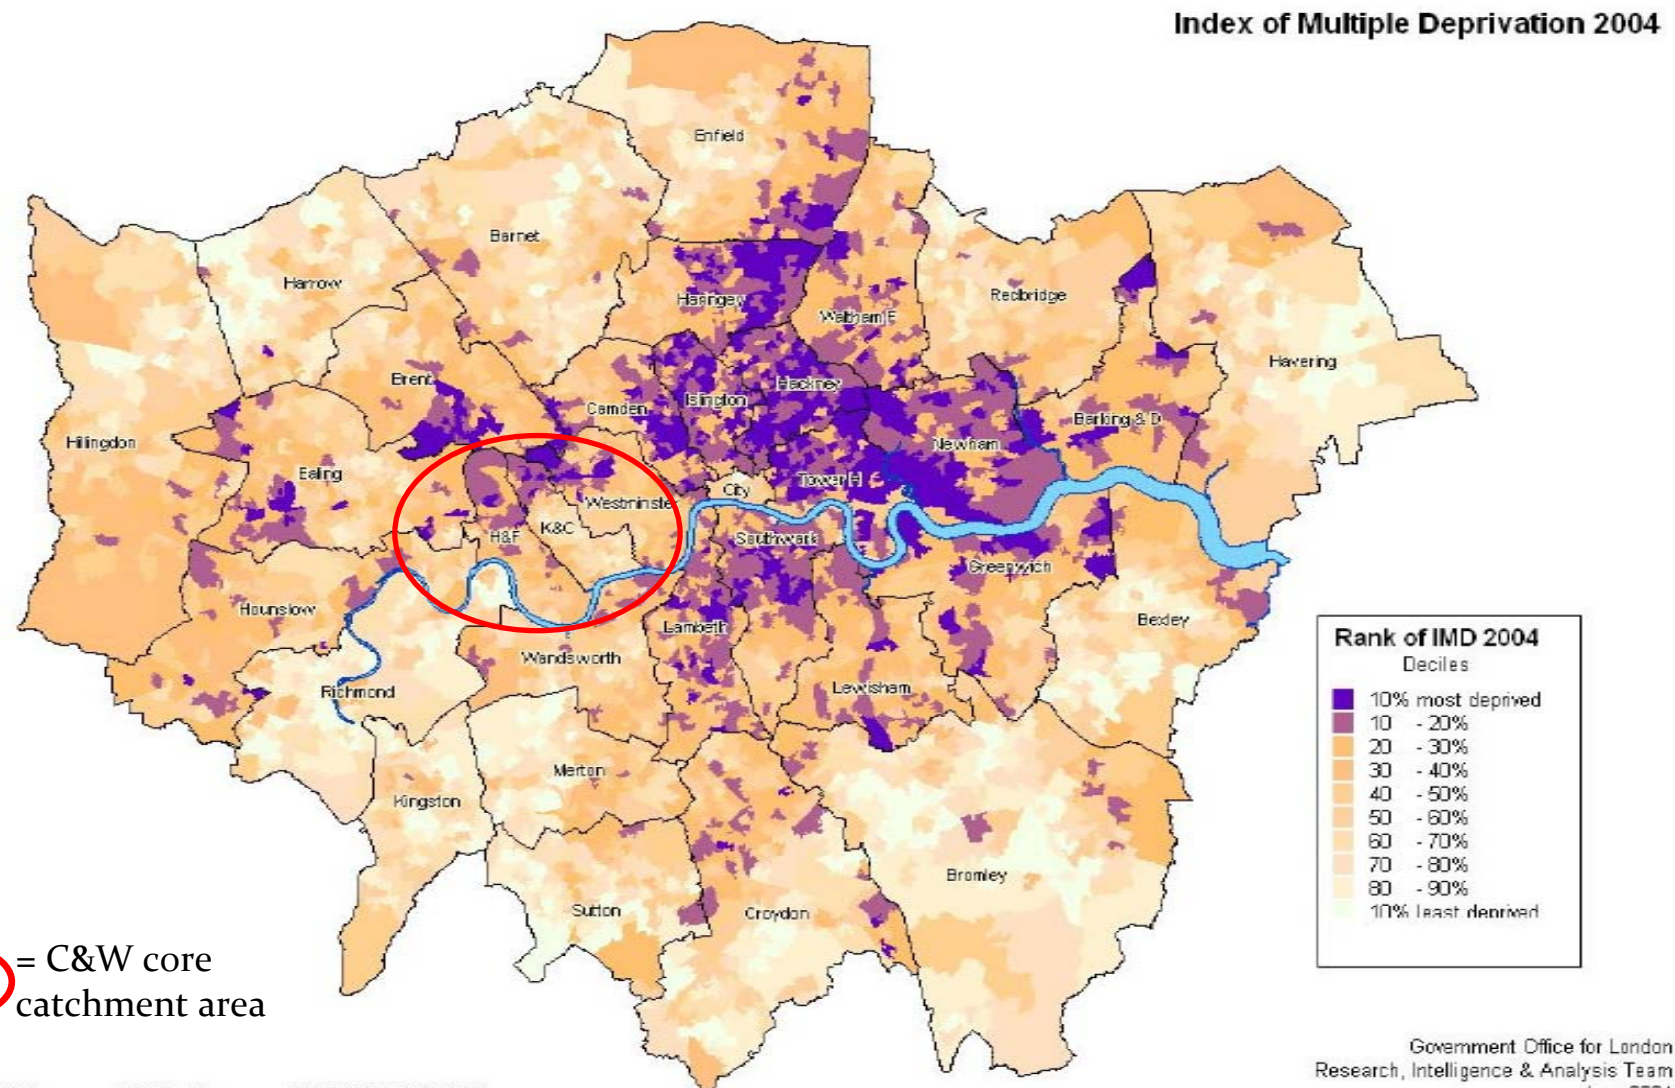 Index of Multiple Deprivation 2004
Enfield
Barnet
Harrow
Haringey
Waltham F
Redbridge
Havering
Brent
Camden
Islington
Hackney
Barking & D
Hillingdon
Ealing
Newham
City
Tower H
Westminster
K&C
H&F
Southwark
Greenwich
Hounslow
Lambeth
Bexley
Wandsworth
Richmond
Lewisham
Merton
Kingston
Bromley
Sutton
Croydon
Rank of IMD 2004
Deciles
10% most deprived
10 - 20%
20 - 30%
30 - 40%
40 - 50%
50 - 60%
60 - 70%
70 - 80%
80 - 90%
10% least deprived
= C&W core
catchment area
Government Office for London
Research, Intelligence & Analysis Team